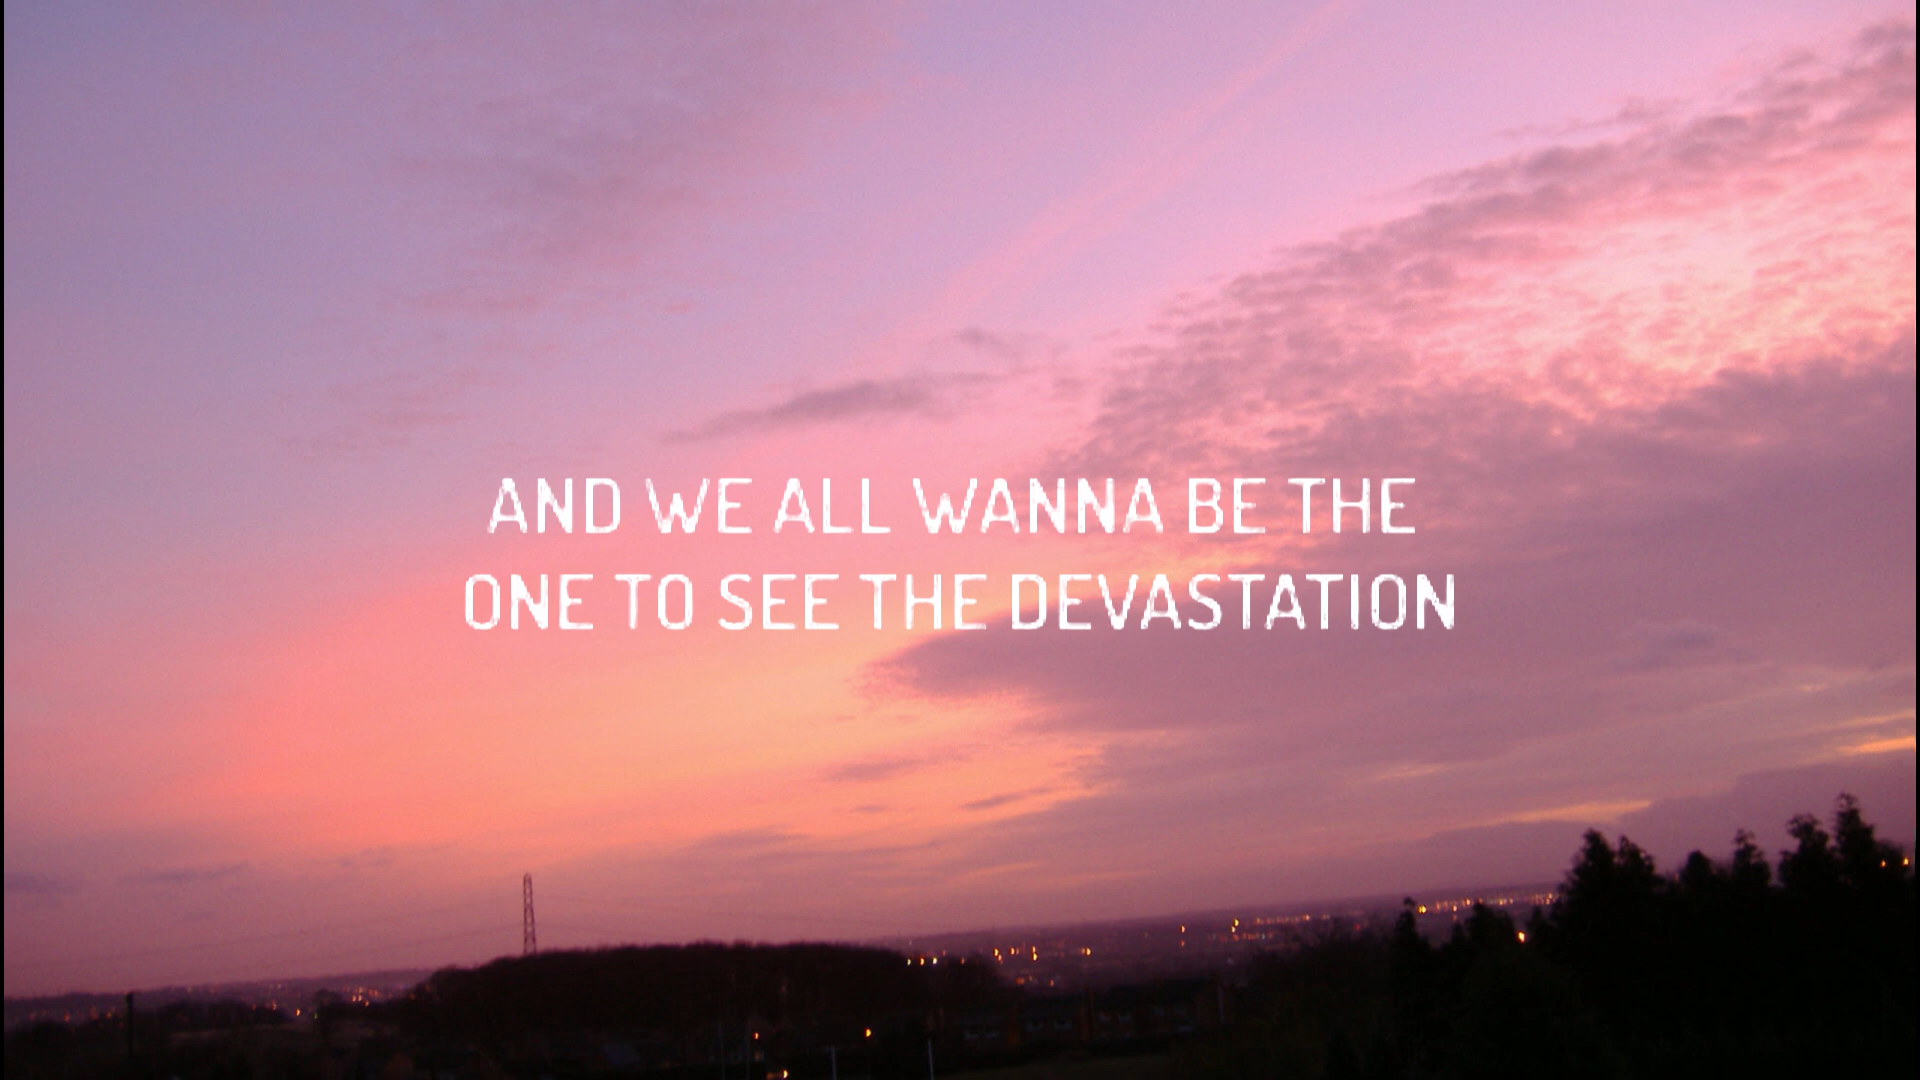 AND WE ALL WANNA BE THE
ONE TO SEE THE DEVASTATION